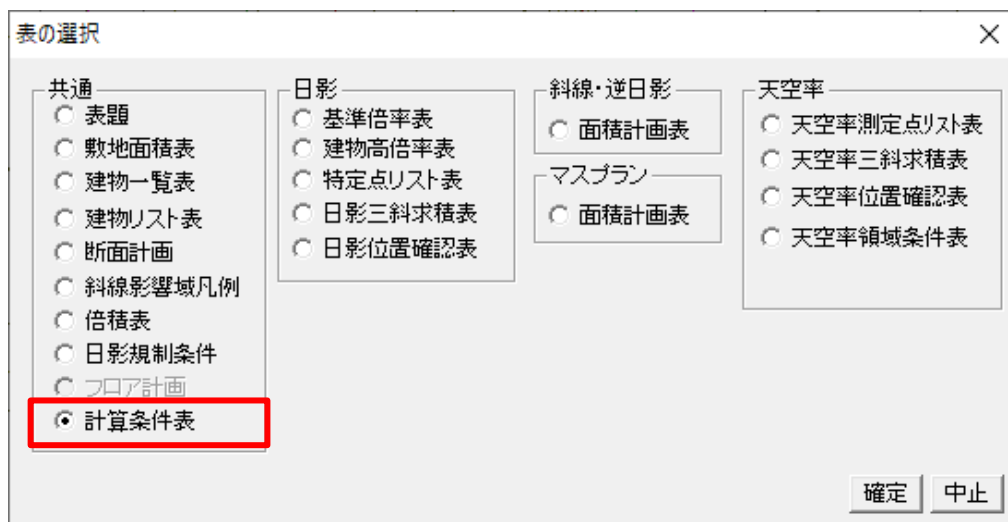 表の選択
共通
表題
敷地面積表
建物一覧表
建物リスト表
断面計画
斜線影響域凡例
倍積表
日影規制条件
フロア計画
計算条件表
日影
基準倍率表
建物高倍率表
特定点リスト表
日影三斜求積表
日影位置確認表
斜線・逆日影
面積計画表
マスプラン
面積計画表
天空率
天空率測定点リスト表
天空率三斜求積表
天空率位置確認表
天空率領域条件表
確定
中止